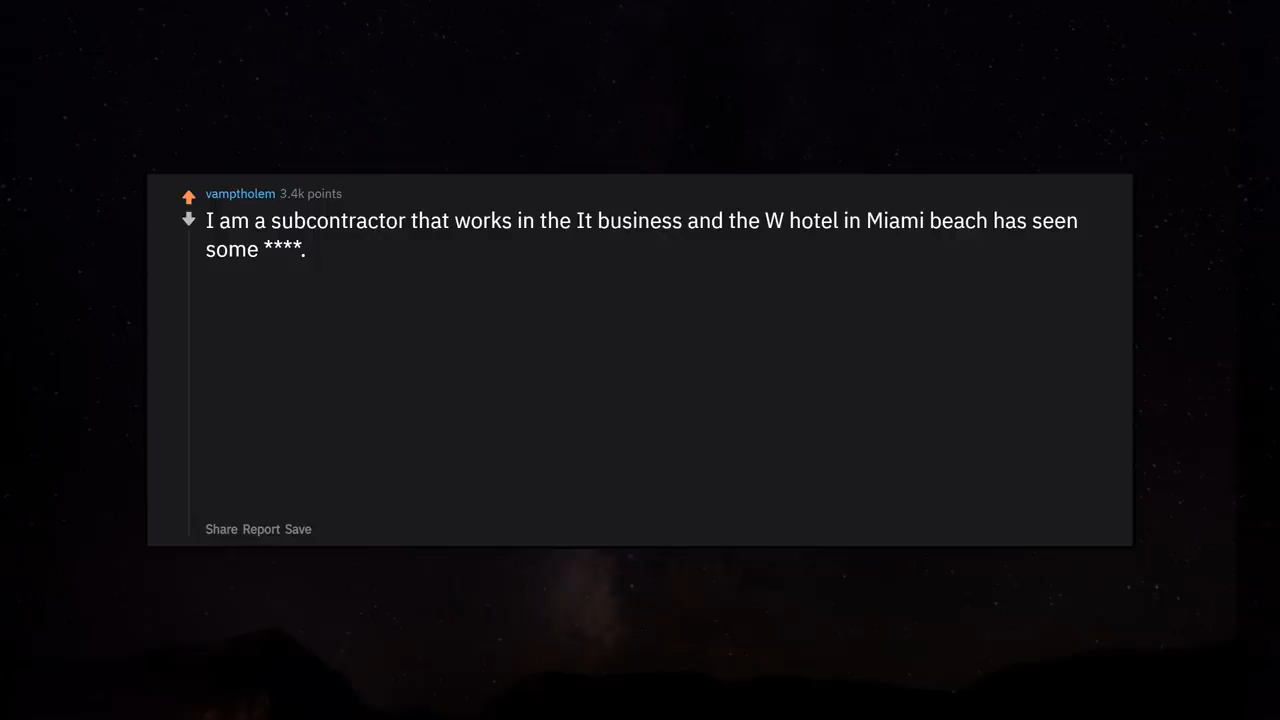 vamptholem 3.4k points
I am a subcontractor that works in the It business and the W hotel in Miami beach has seen
some ****.
Share Report Save